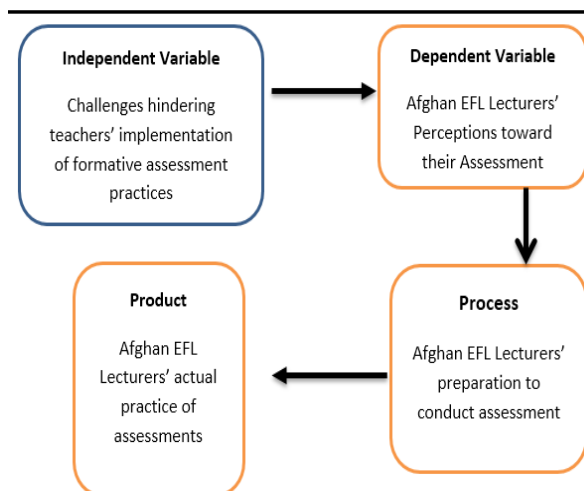 Independent Variable
Challenges hindering
teachers' implementation
of formative assessment
practices
Dependent Variable
Afghan EFL Lecturers'
Perceptions toward
their Assessment
Product
Afghan EFL
Lecturers' actual
practice of
assessments
Process
Afghan EFL Lecturers'
preparation to
conduct assessment